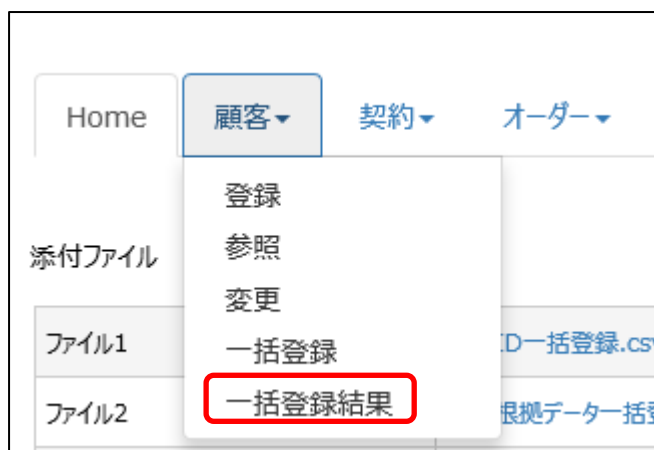 Home 顧客 契約 オーダー
登録
参照
変更
一括登録
一括登録結果
添付ファイル
ファイル1 ID一括登録.csv
ファイル2 根拠データ一括